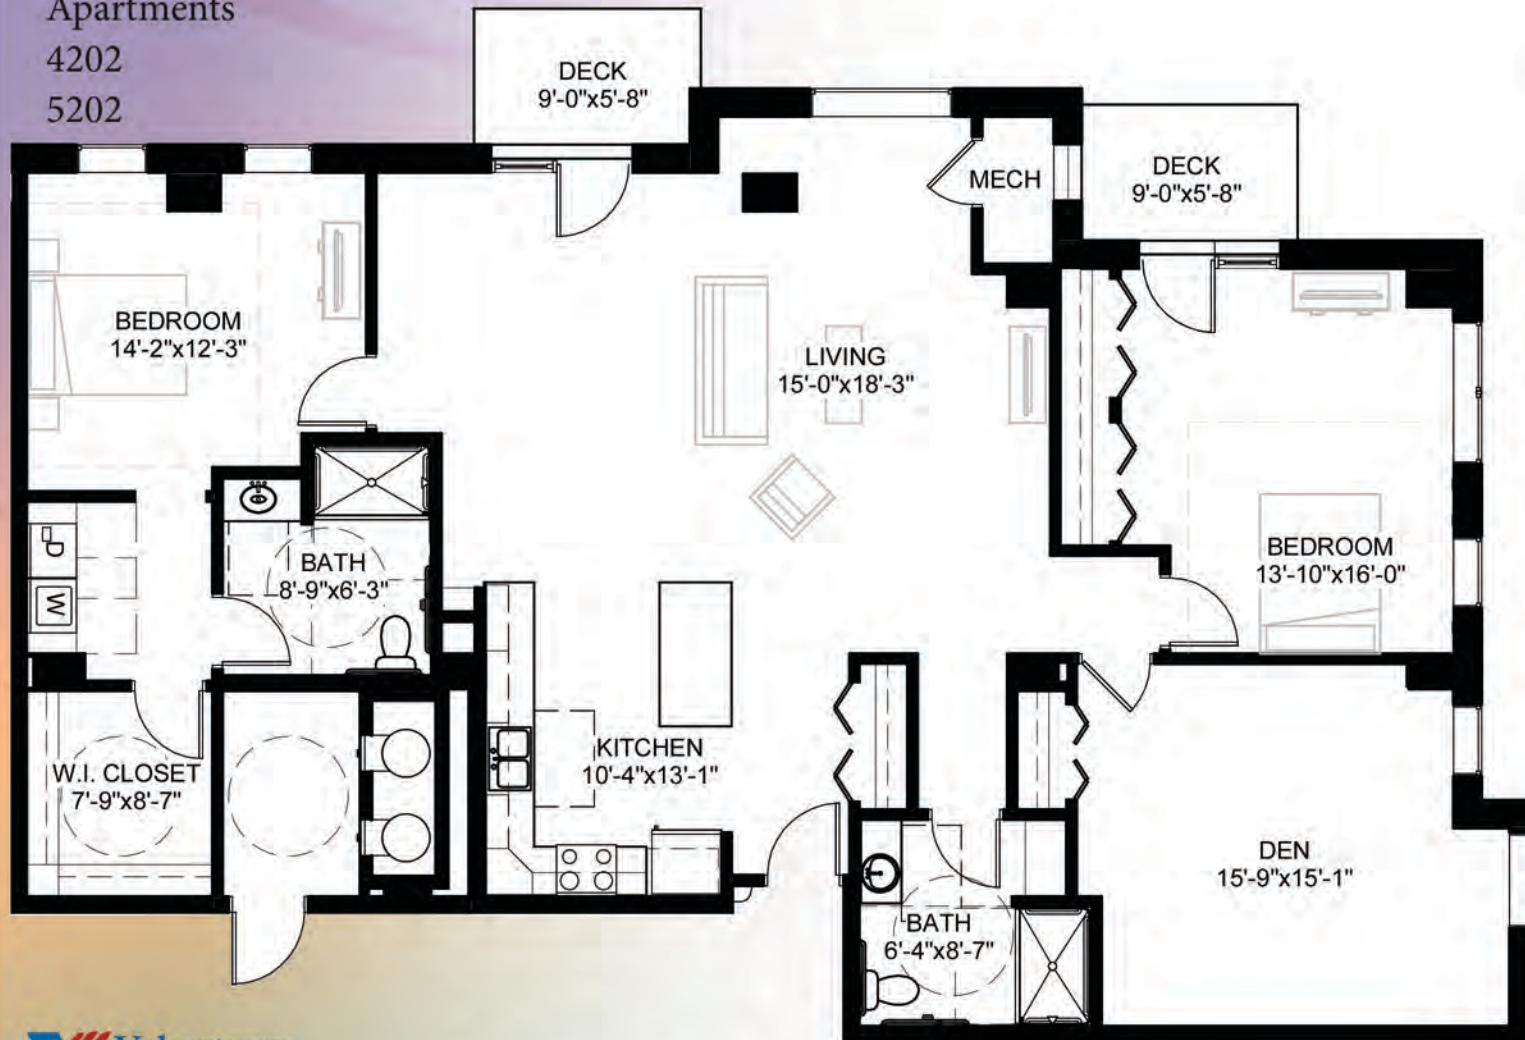 Apartments
4202
5202
DECK
9'-0"x5'-8"
MECH
DECK
9'-0"x5'-8"
BEDROOM
14'-2"x12'-3"
LIVING
15'-0"x18'-3"
BEDROOM
13'-10"x16'-0"
D
W
BATH
8'-9"x6'-3"
W.I. CLOSET
7'-9"x8'-7"
KITCHEN
10'-4"x13'-1"
DEN
15'-9"x15'-1"
BATH
6'-4"x8'-7"